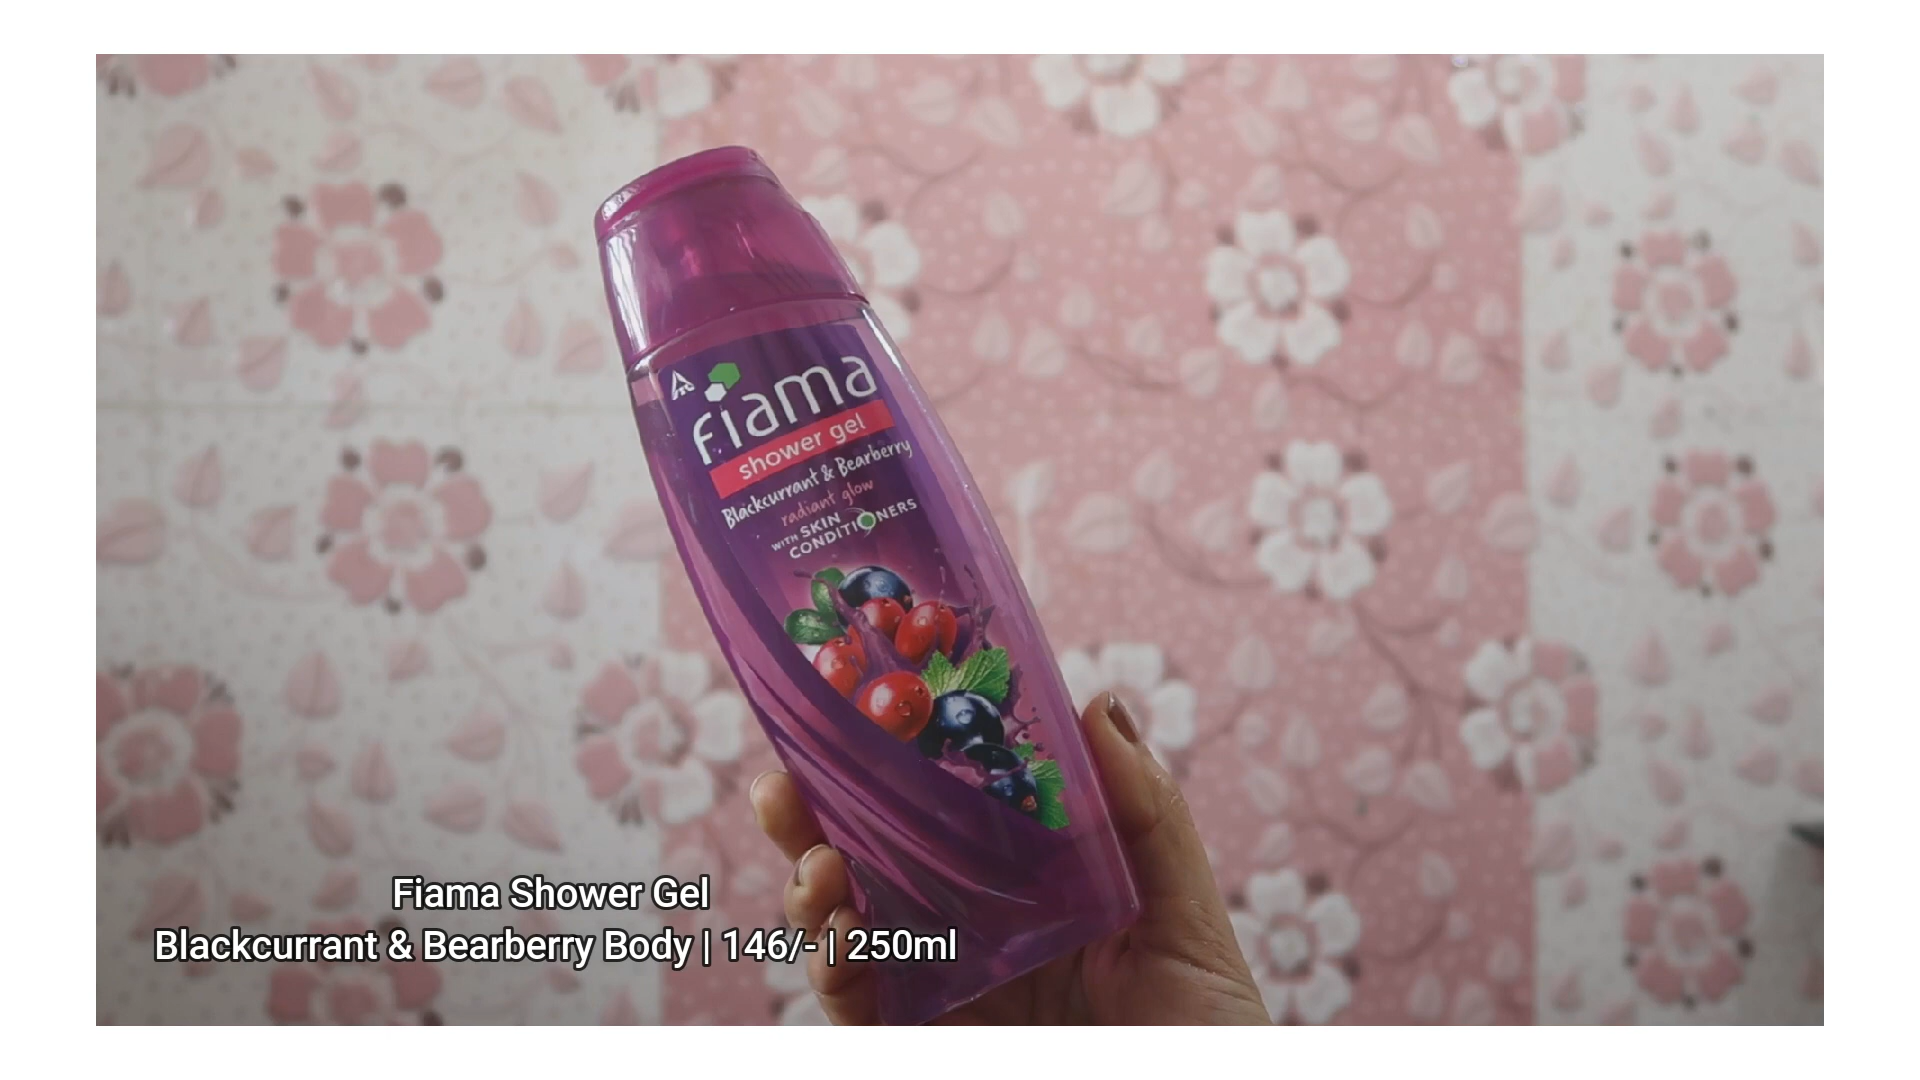 ITC
fiama
shower gel
Blackcurrant & Bearberry
radiant glow
WITH SKIN
CONDITIONERS
Fiama Shower Gel
Blackcurrant & Bearberry Body | 146/- | 250ml